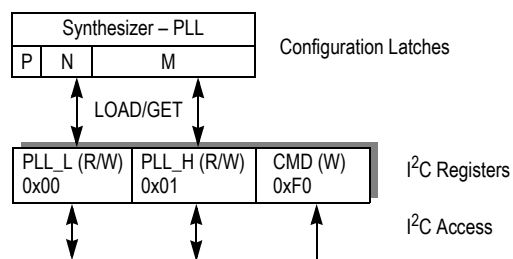 Synthesizer – PLL
P N M
Configuration Latches
LOAD/GET
PLL_L (R/W) PLL_H (R/W) CMD (W)
0x00 0x01 0xF0
I²C Registers
I²C Access